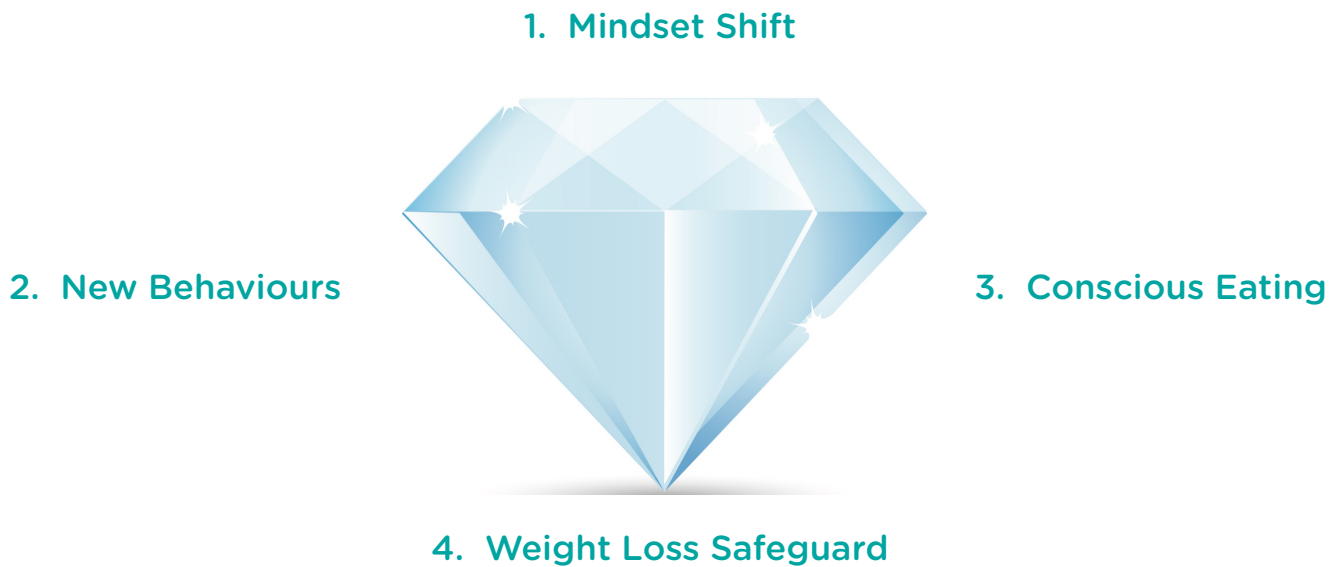 1. Mindset Shift
2. New Behaviours
3. Conscious Eating
4. Weight Loss Safeguard